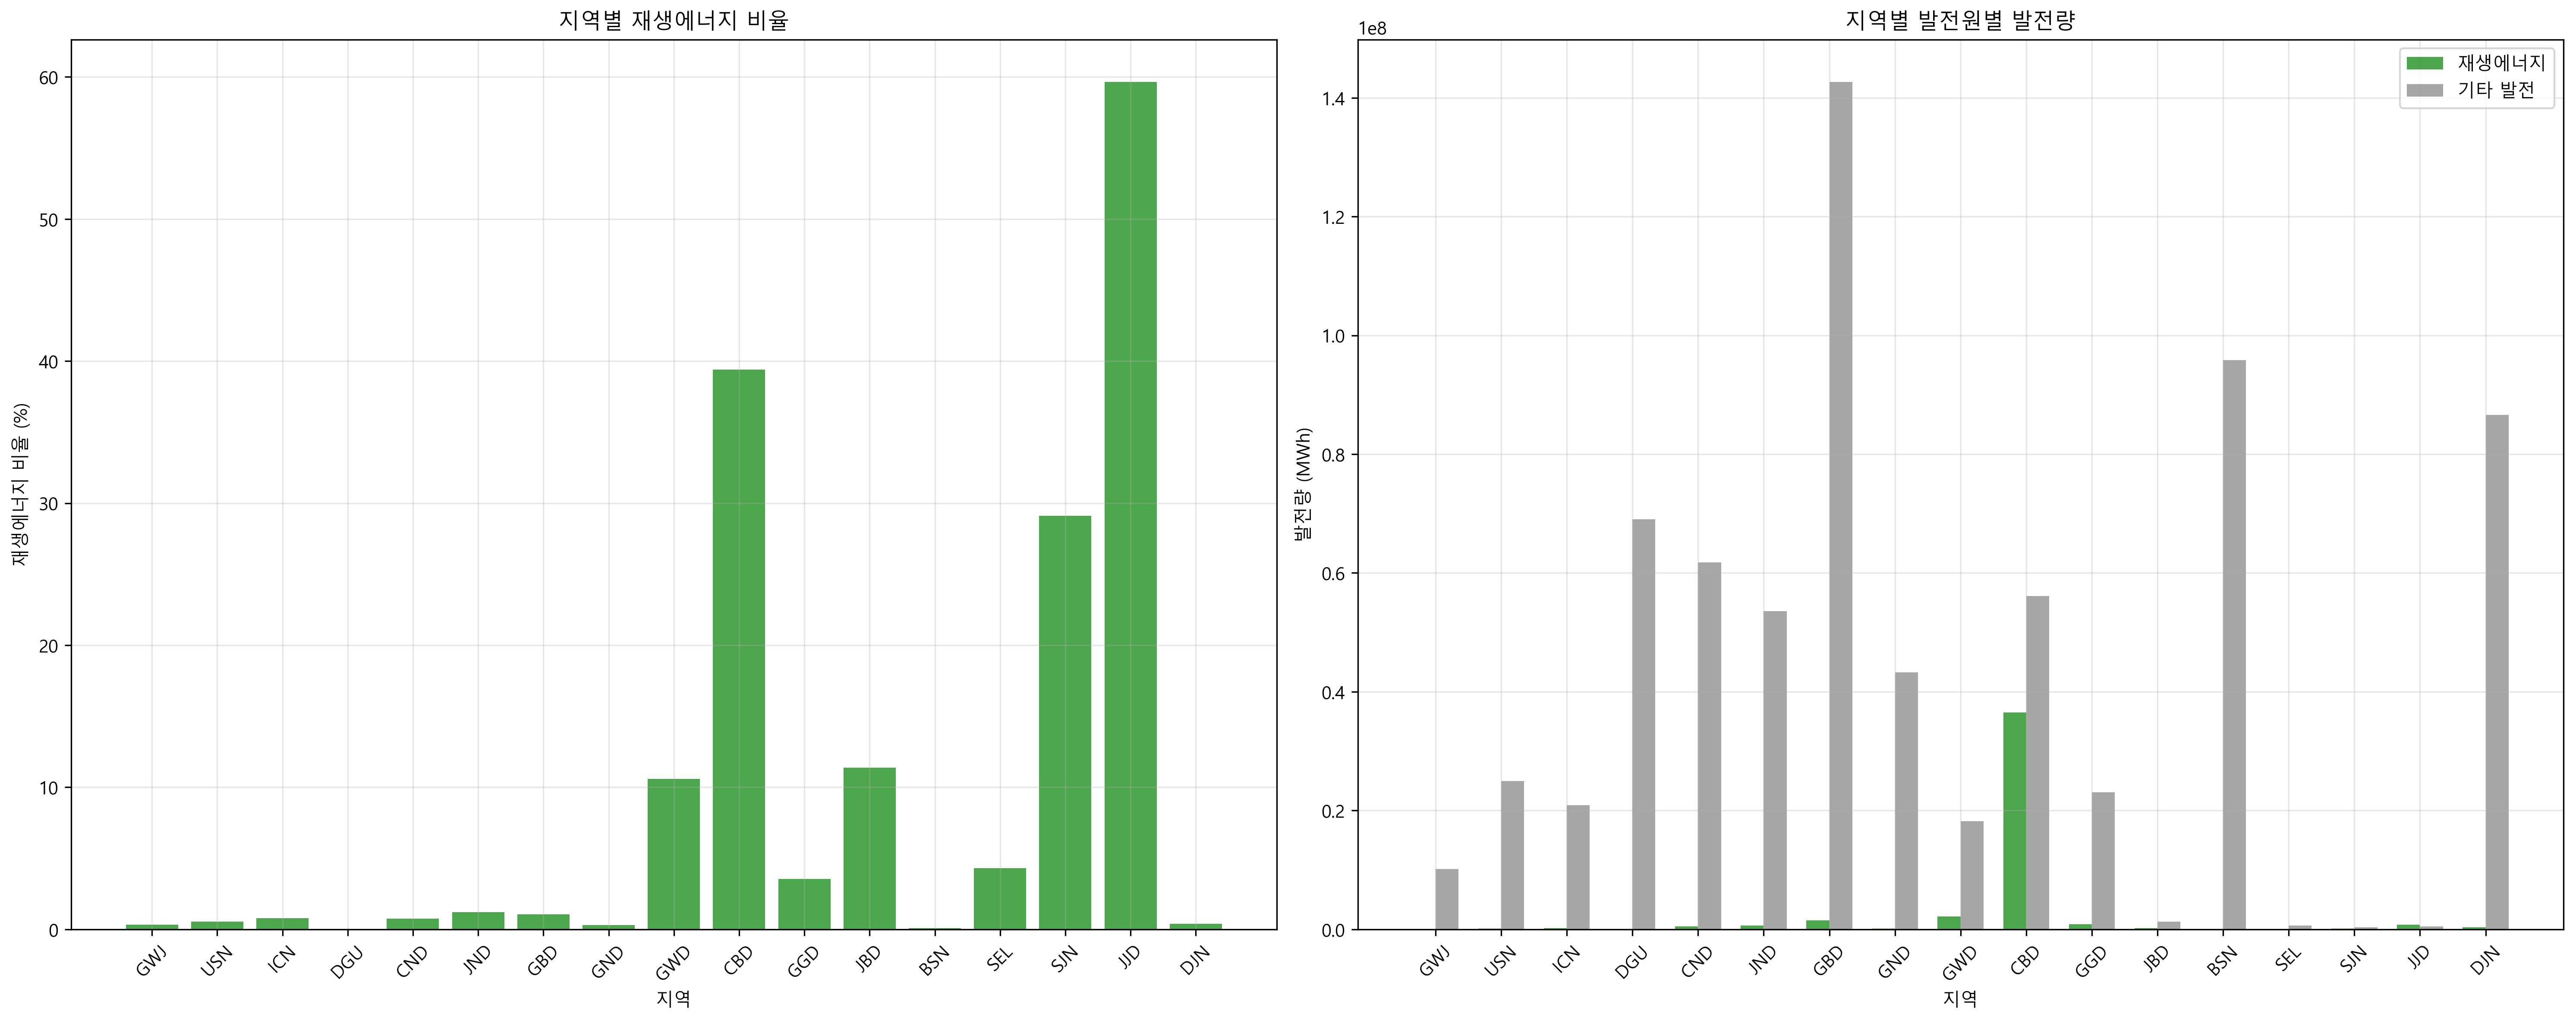 지역별 재생에너지 비율
재생에너지 비율 (%)
60
50
40
30
20
10
0
GWJ USN ICN DGU CND JND GBD GND GWD CBD GGD JBD BSN SEL SJN JJD DJN
지역
지역별 발전원별 발전량
1e8
재생에너지
기타 발전
발전량 (MWh)
1.4
1.2
1.0
0.8
0.6
0.4
0.2
0.0
GWJ USN ICN DGU CND JND GBD GND GWD CBD GGD JBD BSN SEL SJN JJD DJN
지역